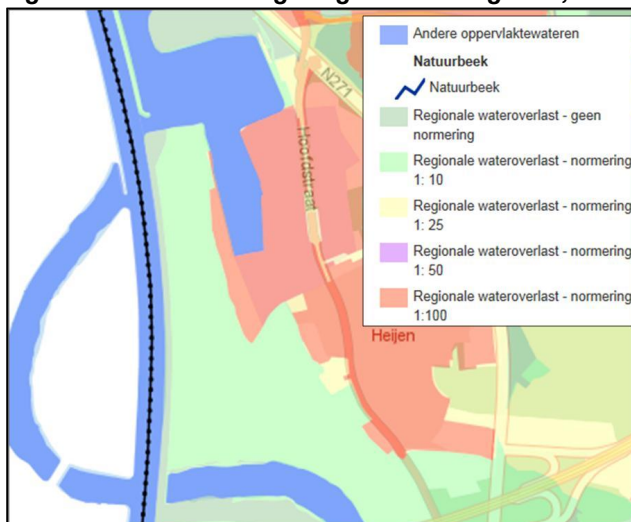 Andere oppervlaktewateren
Natuurbeek
Natuurbeek
Regionale wateroverlast - geen
normering
Regionale wateroverlast - normering
1: 10
Regionale wateroverlast - normering
1: 25
Regionale wateroverlast - normering
1: 50
Regionale wateroverlast - normering
1:100
N271
Hoofdstraat
Heijen